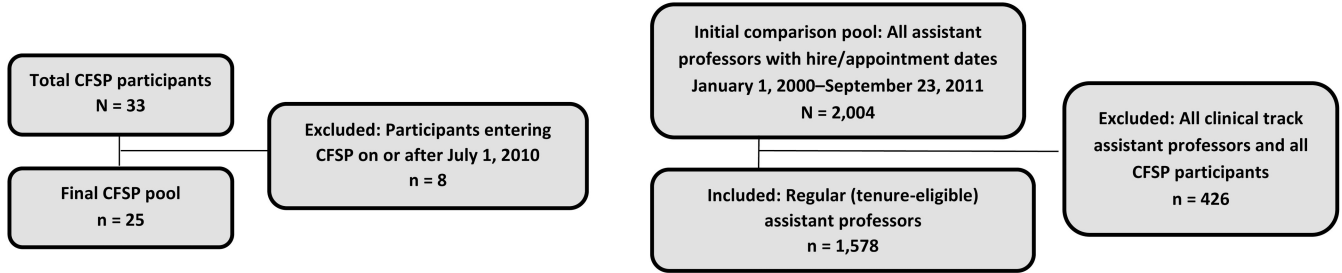 Total CFSP participants
N = 33
Excluded: Participants entering
CFSP on or after July 1, 2010
n = 8
Final CFSP pool
n = 25
Initial comparison pool: All assistant
professors with hire/appointment dates
January 1, 2000–September 23, 2011
N = 2,004
Excluded: All clinical track
assistant professors and all
CFSP participants
n = 426
Included: Regular (tenure-eligible)
assistant professors
n = 1,578